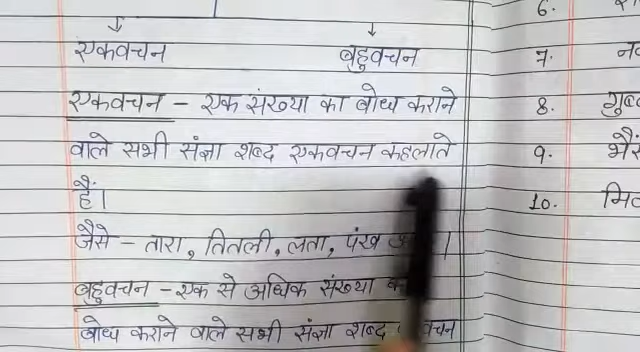 एकवचन बहुवचन
एकवचन – एक संख्या का बोध कराने
वाले सभी संज्ञा शब्द एकवचन कहलाते
हैं।
जैसे – तारा, तितली, लता, पंख
बहुवचन – एक से अधिक संख्या
बोध कराने वाले सभी संज्ञा शब्द
6.
7.
8.
9.
10.